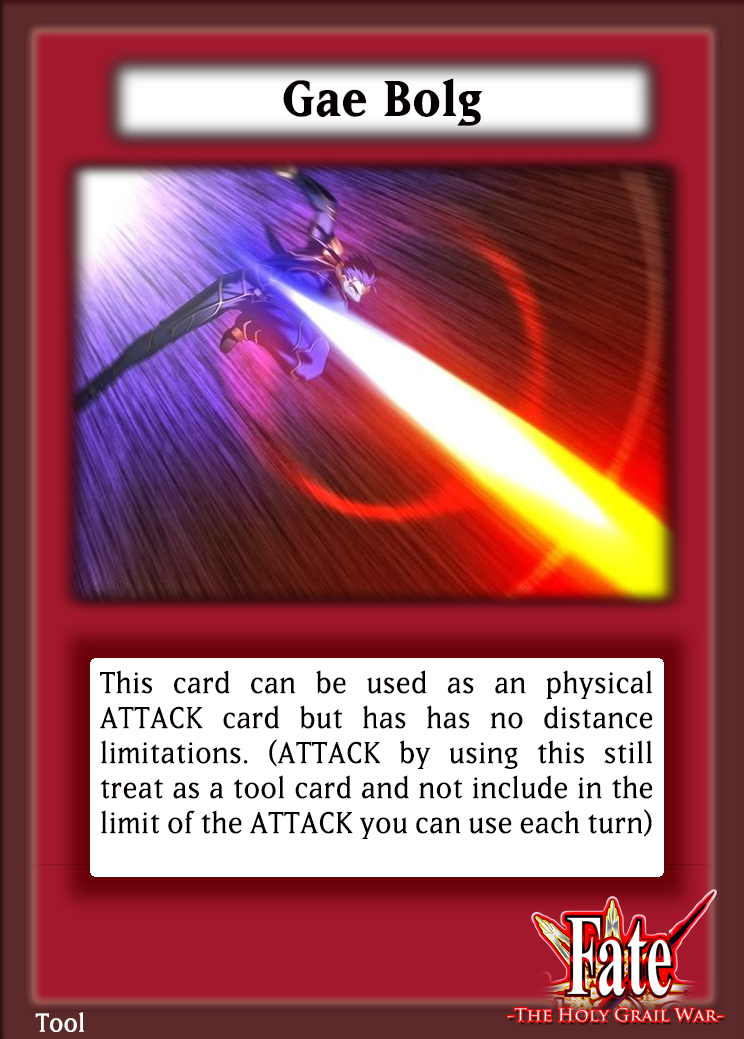 Gae Bolg
This card can be used as an physical
ATTACK card but has has no distance
limitations. (ATTACK by using this still
treat as a tool card and not include in the
limit of the ATTACK you can use each turn)
Fate
-THE HOLY GRAIL WAR-
Tool